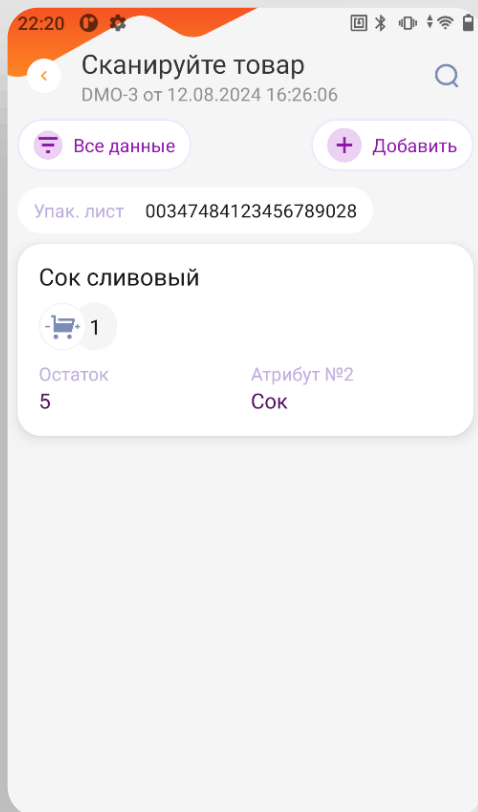 22:20
Сканируйте товар
DMO-3 от 12.08.2024 16:26:06
Все данные
Добавить
Упак. лист 00347484123456789028
Сок сливовый
1
Остаток Атрибут №2
5 Сок